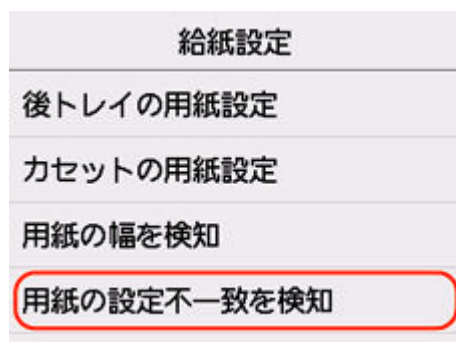 給紙設定
後トレイの用紙設定
カセットの用紙設定
用紙の幅を検知
用紙の設定不一致を検知